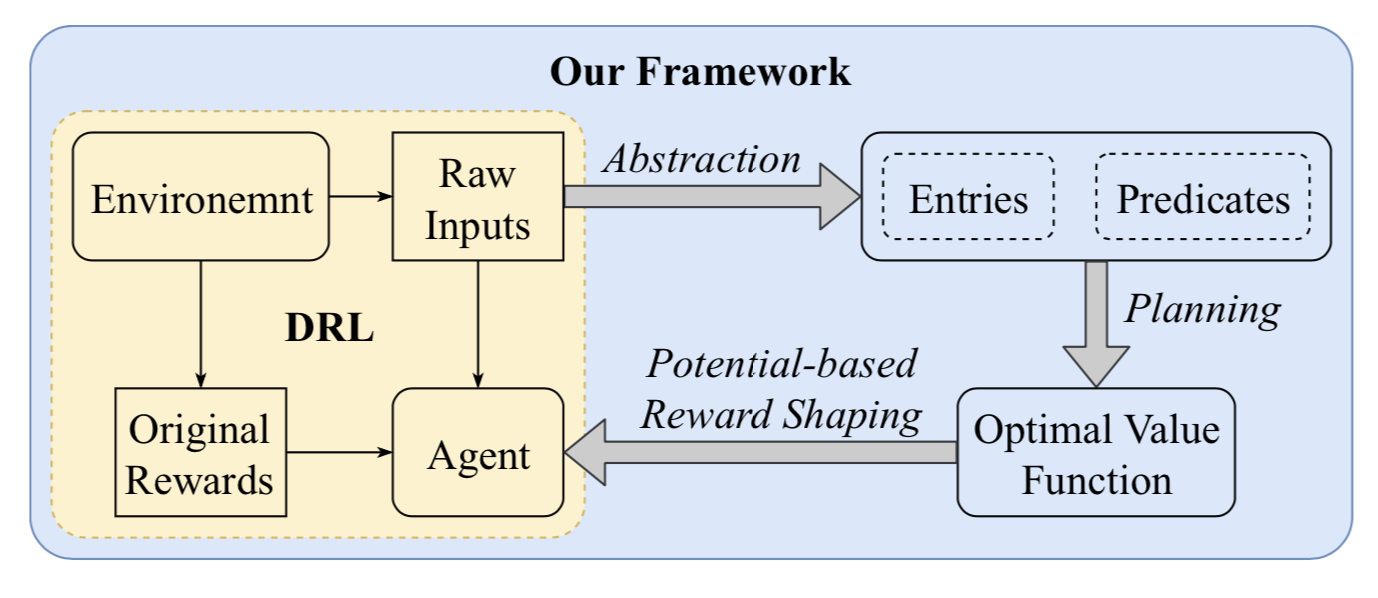 Our Framework
Environemnt
Raw
Inputs
Abstraction
Entries
Predicates
DRL
Planning
Potential-based
Reward Shaping
Original
Rewards
Agent
Optimal Value
Function